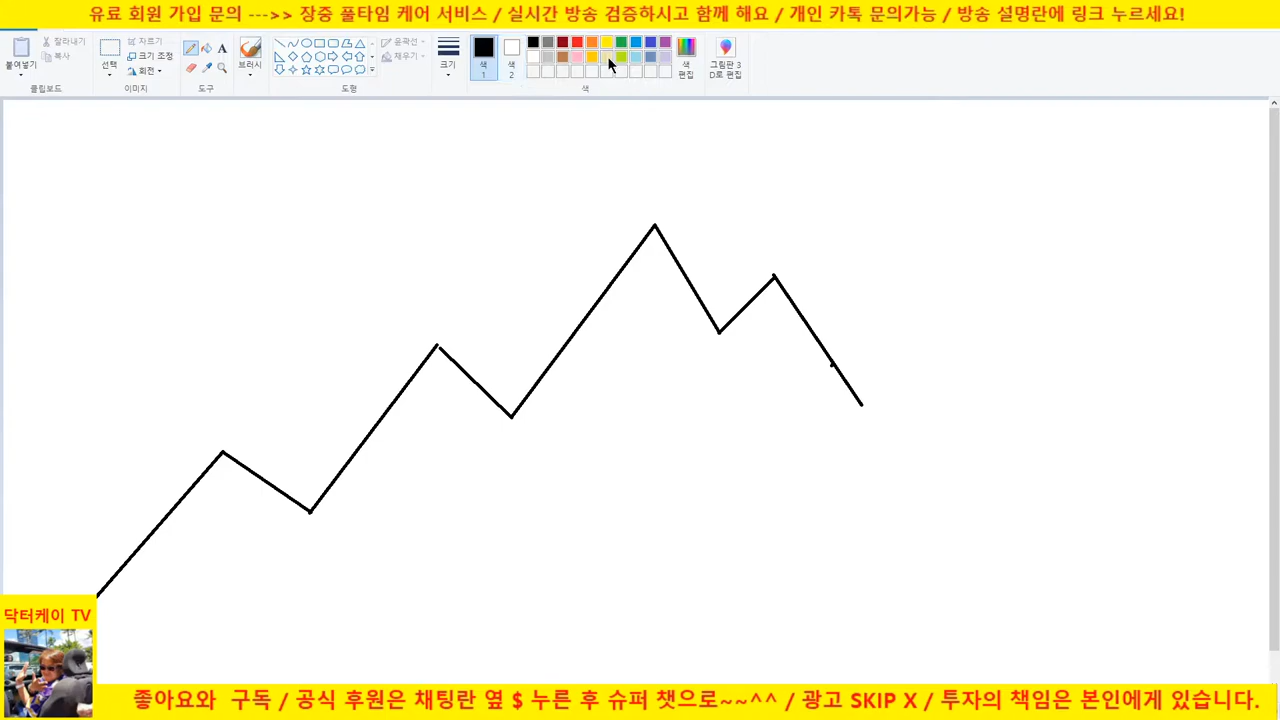 유료 회원 가입 문의 --->> 장중 풀타임 케어 서비스 / 실시간 방송 검증하시고 함께 해요 / 개인 카톡 문의가능 / 방송 설명란에 링크 누르세요!
붙여넣기
잘라내기
복사
클립보드
선택
자르기
크기 조정
회전
이미지
A
도구
브러시
윤곽선
채우기
도형
크기
색
1
색
2
색
편집
색
그림판 3
D로 편집
닥터케이 TV
좋아요와 구독 / 공식 후원은 채팅란 옆 $ 누른 후 슈퍼 챗으로~~^^ / 광고 SKIP X / 투자의 책임은 본인에게 있습니다.